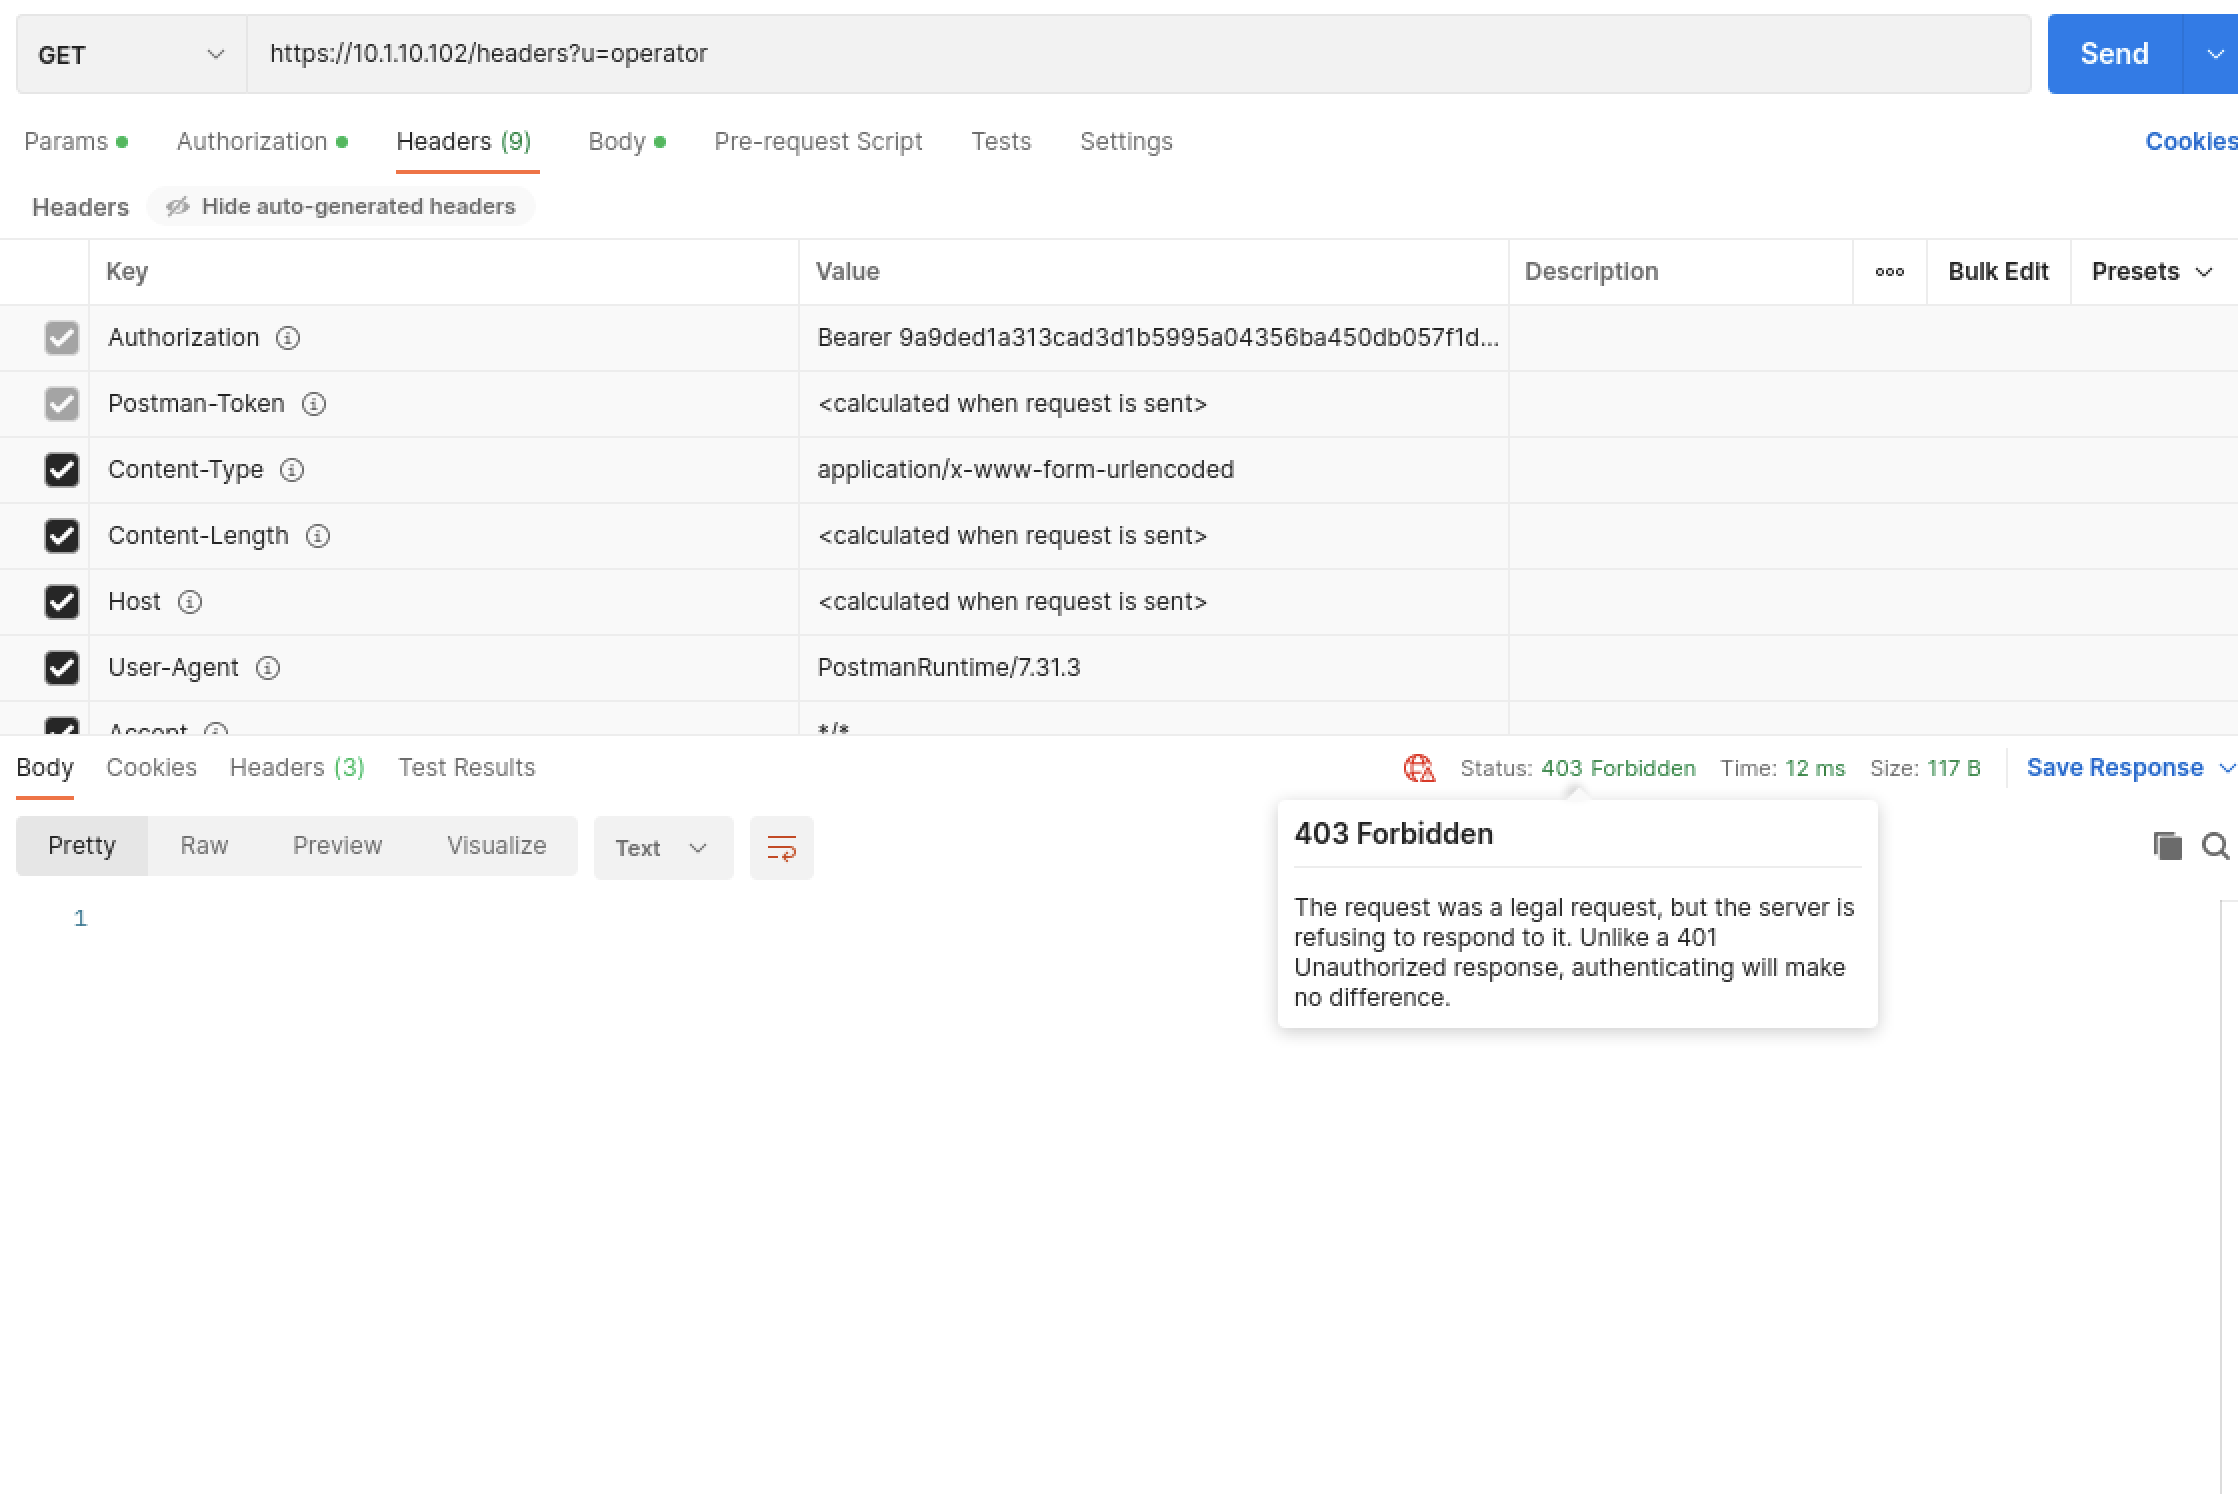 GET
https://10.1.10.102/headers?u=operator
Send
Params
Authorization
Headers (9)
Body
Pre-request Script
Tests
Settings
Cookies
Headers
Hide auto-generated headers
Key
Value
Description
Bulk Edit
Presets
Authorization
Bearer 9a9ded1a313cad3d1b5995a04356ba450db057f1d...
Postman-Token
<calculated when request is sent>
Content-Type
application/x-www-form-urlencoded
Content-Length
<calculated when request is sent>
Host
<calculated when request is sent>
User-Agent
PostmanRuntime/7.31.3
Accept
*/*
Body
Cookies
Headers (3)
Test Results
Status: 403 Forbidden
Time: 12 ms
Size: 117 B
Save Response
Pretty
Raw
Preview
Visualize
Text
1
403 Forbidden
The request was a legal request, but the server is
refusing to respond to it. Unlike a 401
Unauthorized response, authenticating will make
no difference.